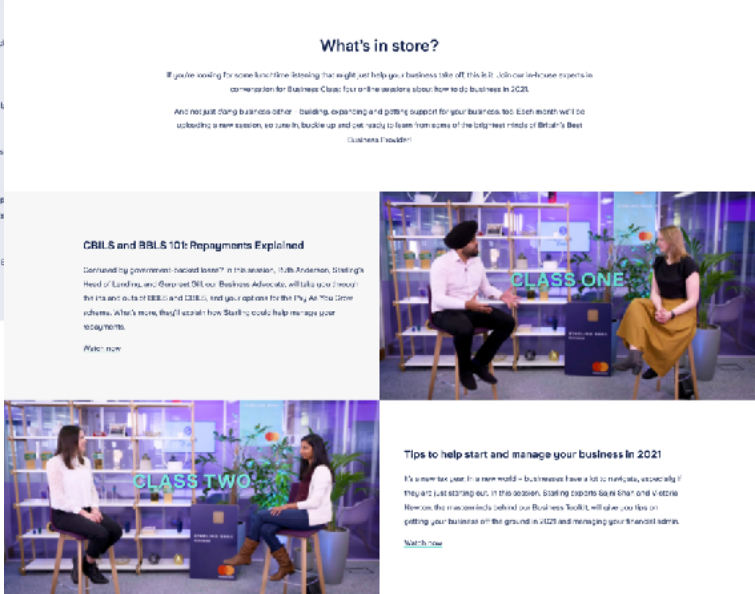 What's in store?
If you're looking for some lunchtime listening that might just help your business take off, this is it. Join our in-house experts in
conversation for Business Class: four online sessions about how to do business in 2021.
And not just doing business either – building, expanding and getting support for your business, too. Each month we'll be
uploading a new session, so tune in, buckle up and get ready to learn from some of the brightest minds of Britain's Best
Business Provider!
CBILS and BBLS 101: Repayments Explained
Confused by government-backed loans? In this session, Ruth Anderson, Starling's
Head of Lending, and Gurpreet Gill, our Business Advocate, will take you through
the ins and outs of BBLS and CBILS, and your options for the Pay As You Grow
scheme. What's more, they'll explain how Starling could help manage your
repayments.
Watch now
CLASS ONE
STARLING BANK
CLASS TWO
STARLING BANK
Tips to help start and manage your business in 2021
It's a new tax year, in a new world – businesses have a lot to navigate, especially if
they are just starting out. In this session, Starling experts Sajni Shah and Victoria
Newton, the masterminds behind our Business Toolkit, will give you tips on
getting your business off the ground in 2021 and managing your financial admin.
Watch now